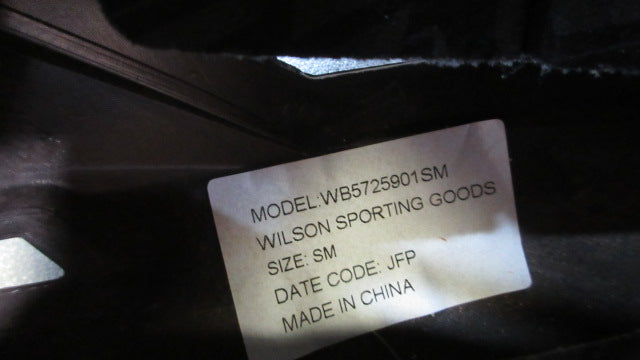 MODEL:WB5725901SM
WILSON SPORTING GOODS
SIZE: SM
DATE CODE: JFP
MADE IN CHINA